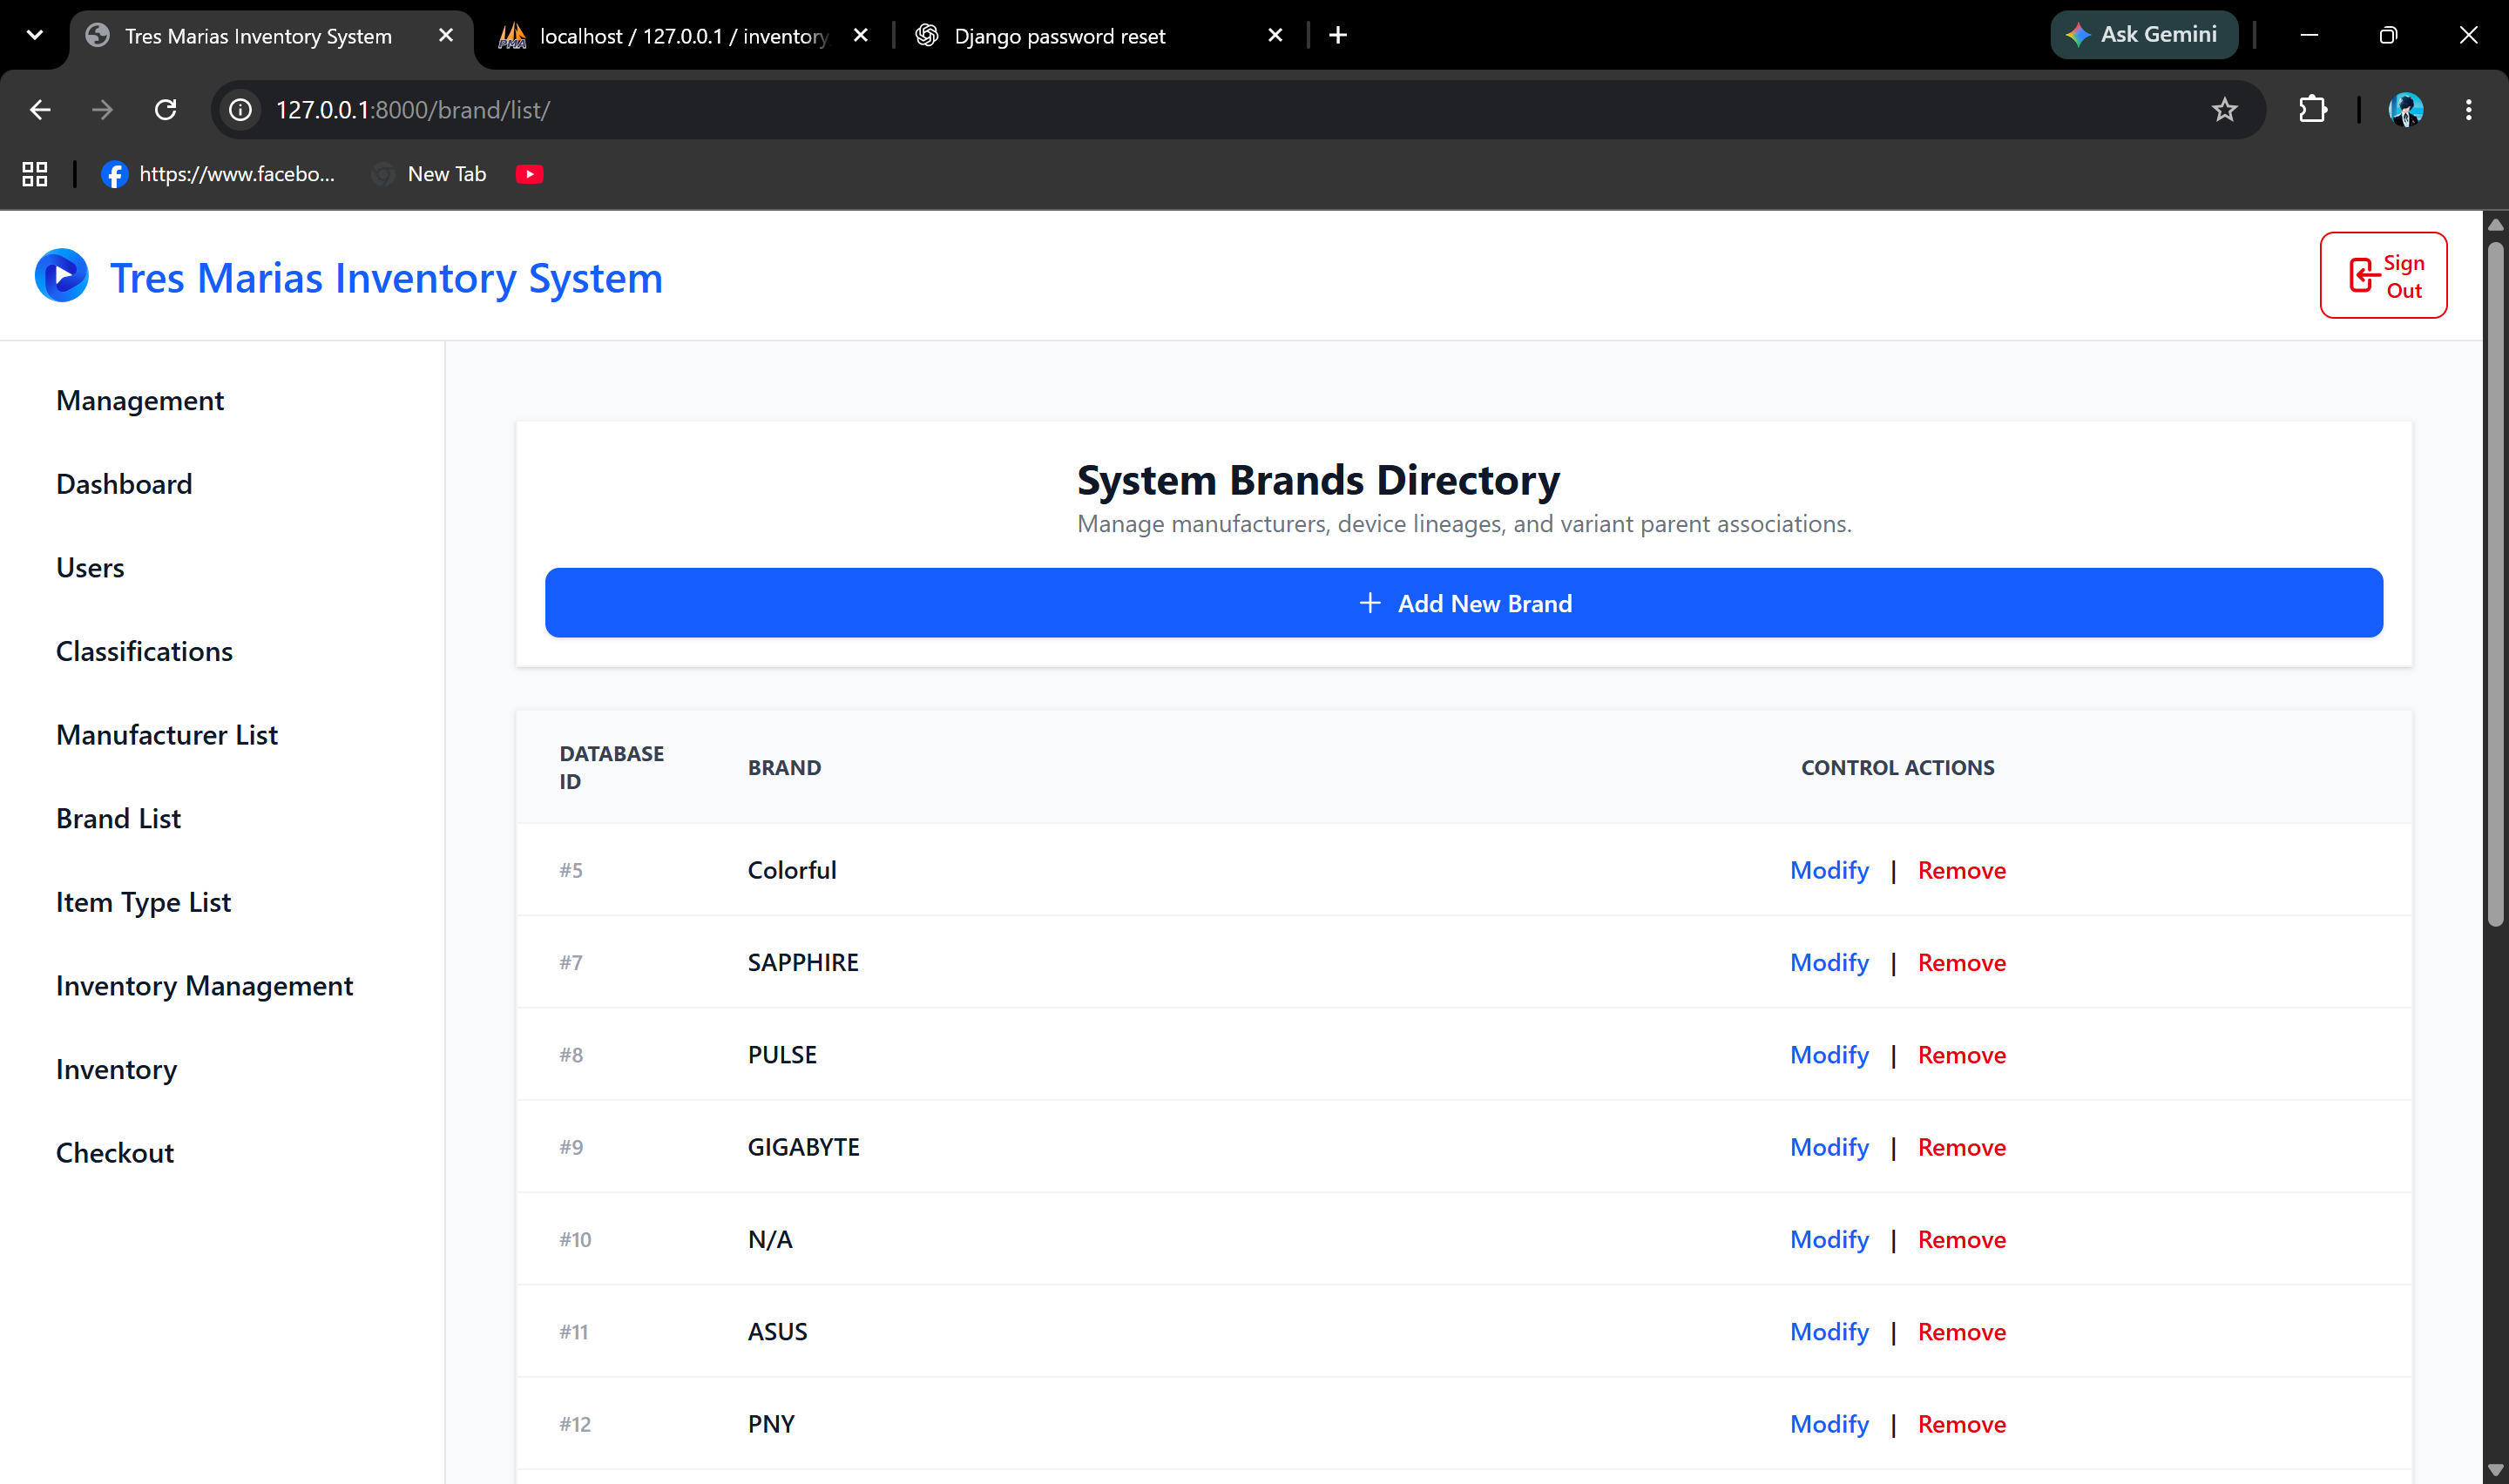 Tres Marias Inventory System
localhost / 127.0.0.1 / inventory
Django password reset
Ask Gemini
127.0.0.1:8000/brand/list/
https://www.facebo...
New Tab
Tres Marias Inventory System
Sign
Out
Management
Dashboard
Users
Classifications
Manufacturer List
Brand List
Item Type List
Inventory Management
Inventory
Checkout
System Brands Directory
Manage manufacturers, device lineages, and variant parent associations.
+ Add New Brand
DATABASE
ID
BRAND
CONTROL ACTIONS
#5 Colorful Modify | Remove
#7 SAPPHIRE Modify | Remove
#8 PULSE Modify | Remove
#9 GIGABYTE Modify | Remove
#10 N/A Modify | Remove
#11 ASUS Modify | Remove
#12 PNY Modify | Remove